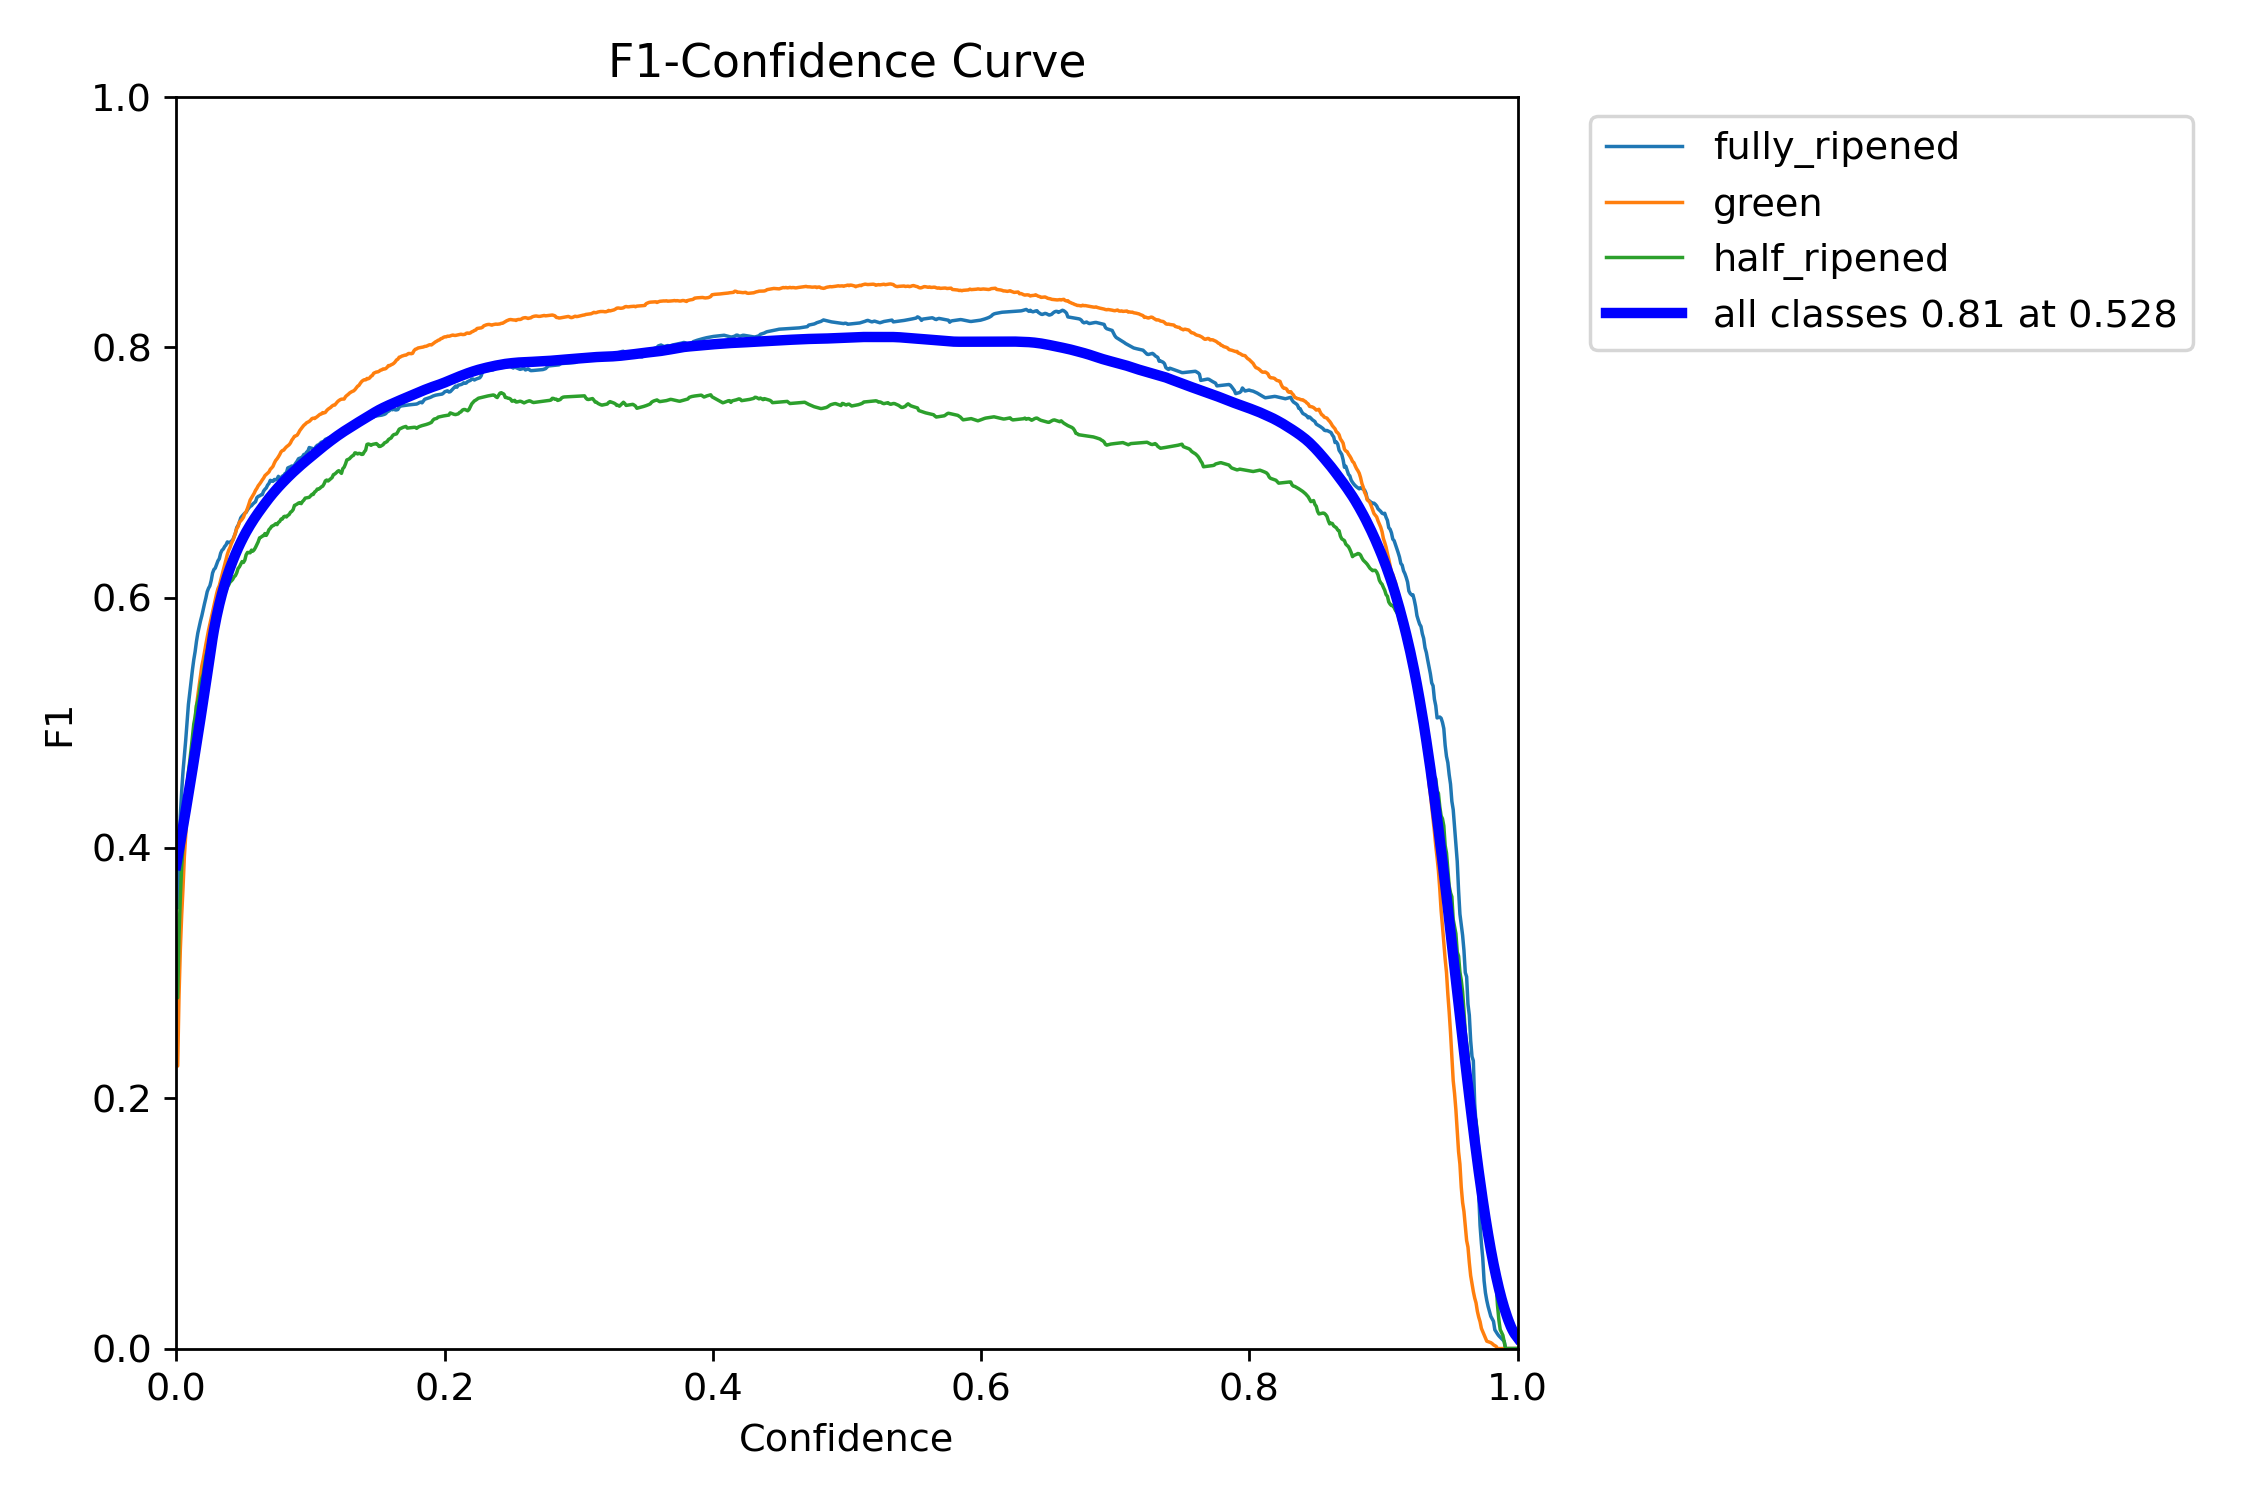 F1-Confidence Curve
1.0
0.8
0.6
0.4
0.2
0.0
F1
0.0 0.2 0.4 0.6 0.8 1.0
Confidence
fully_ripened
green
half_ripened
all classes 0.81 at 0.528